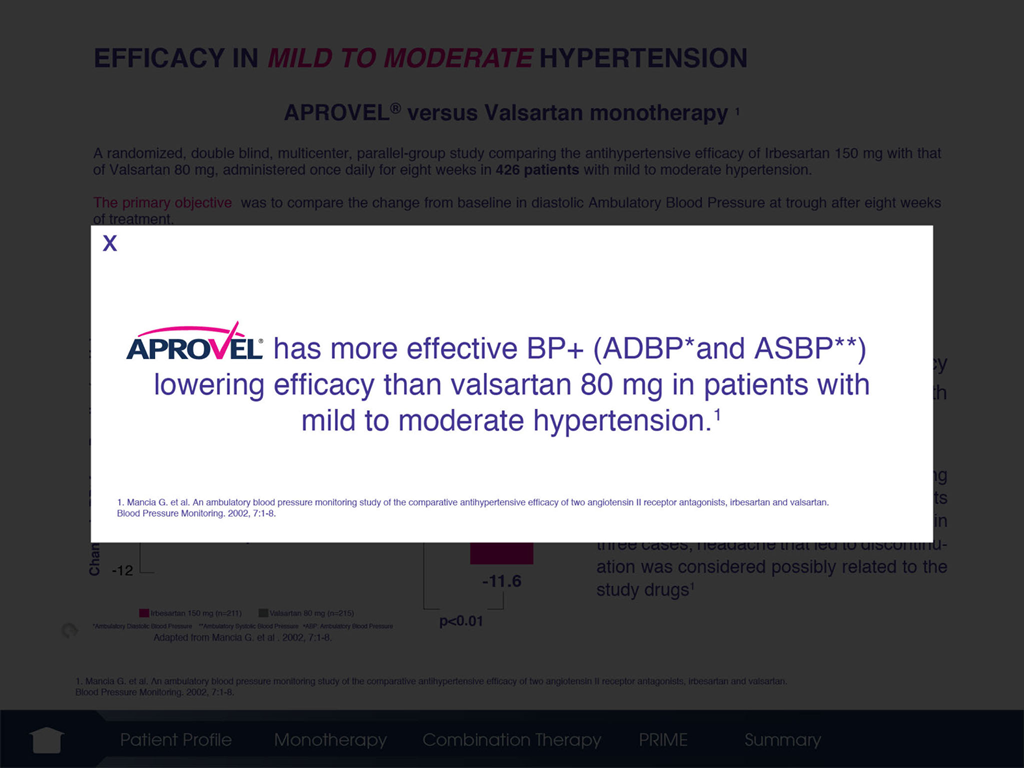 EFFICACY IN MILD TO MODERATE HYPERTENSION
APROVEL® versus Valsartan monotherapy 1
A randomized, double blind, multicenter, parallel-group study comparing the antihypertensive efficacy of Irbesartan 150 mg with that
of Valsartan 80 mg, administered once daily for eight weeks in 426 patients with mild to moderate hypertension.
The primary objective was to compare the change from baseline in diastolic Ambulatory Blood Pressure at trough after eight weeks
of treatment.
X
APROVEL® has more effective BP+ (ADBP*and ASBP**)
lowering efficacy than valsartan 80 mg in patients with
mild to moderate hypertension.1
1. Mancia G. et al. An ambulatory blood pressure monitoring study of the comparative antihypertensive efficacy of two angiotensin II receptor antagonists, irbesartan and valsartan.
Blood Pressure Monitoring. 2002, 7:1-8.
in
three cases, headache that led to discontinu-
ation was considered possibly related to the
study drugs1
-12
-11.6
p<0.01
Irbesartan 150 mg (n=211) Valsartan 80 mg (n=215)
*Ambulatory Diastolic Blood Pressure **Ambulatory Systolic Blood Pressure +ABP Ambulatory Blood Pressure
Adapted from Mancia G. et al . 2002, 7:1-8.
1. Mancia G. et al. An ambulatory blood pressure monitoring study of the comparative antihypertensive efficacy of two angiotensin II receptor antagonists, irbesartan and valsartan.
Blood Pressure Monitoring. 2002, 7:1-8.
Patient Profile Monotherapy Combination Therapy PRIME Summary